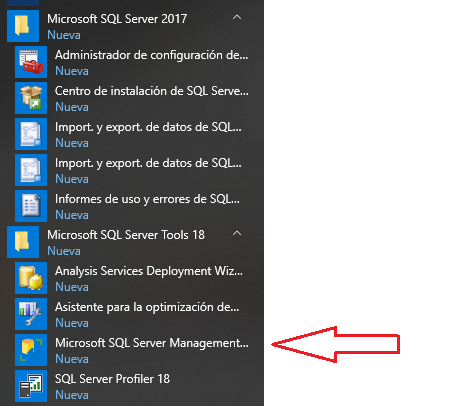 Microsoft SQL Server 2017
Nueva
Administrador de configuración de...
Nueva
Centro de instalación de SQL Serve...
Nueva
Import. y export. de datos de SQL...
Nueva
Import. y export. de datos de SQL...
Nueva
Informes de uso y errores de SQL...
Nueva
Microsoft SQL Server Tools 18
Nueva
Analysis Services Deployment Wiz...
Nueva
Asistente para la optimización de...
Nueva
Microsoft SQL Server Management...
Nueva
SQL Server Profiler 18
Nueva